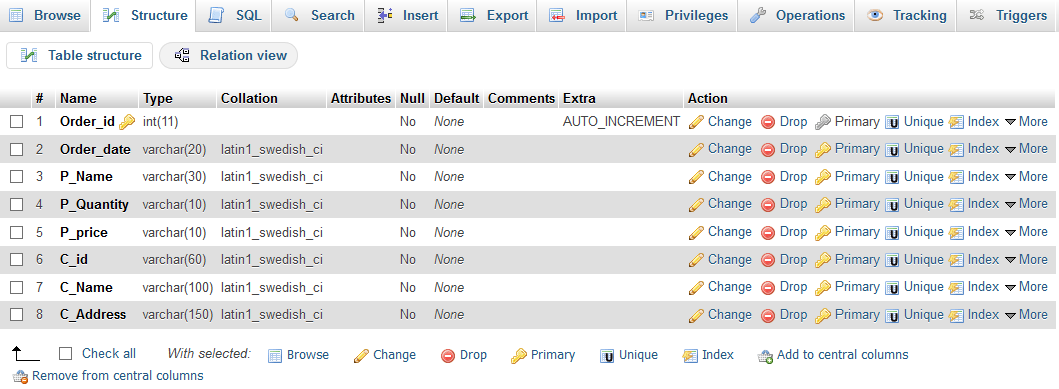 Browse Structure SQL Search Insert Export Import Privileges Operations Tracking Triggers
Table structure Relation view
# Name Type Collation Attributes Null Default Comments Extra Action
1 Order_id int(11) No None AUTO_INCREMENT Change Drop Primary Unique Index More
2 Order_date varchar(20) latin1_swedish_ci No None Change Drop Primary Unique Index More
3 P_Name varchar(30) latin1_swedish_ci No None Change Drop Primary Unique Index More
4 P_Quantity varchar(10) latin1_swedish_ci No None Change Drop Primary Unique Index More
5 P_price varchar(10) latin1_swedish_ci No None Change Drop Primary Unique Index More
6 C_id varchar(60) latin1_swedish_ci No None Change Drop Primary Unique Index More
7 C_Name varchar(100) latin1_swedish_ci No None Change Drop Primary Unique Index More
8 C_Address varchar(150) latin1_swedish_ci No None Change Drop Primary Unique Index More
Check all With selected: Browse Change Drop Primary Unique Index Add to central columns
Remove from central columns